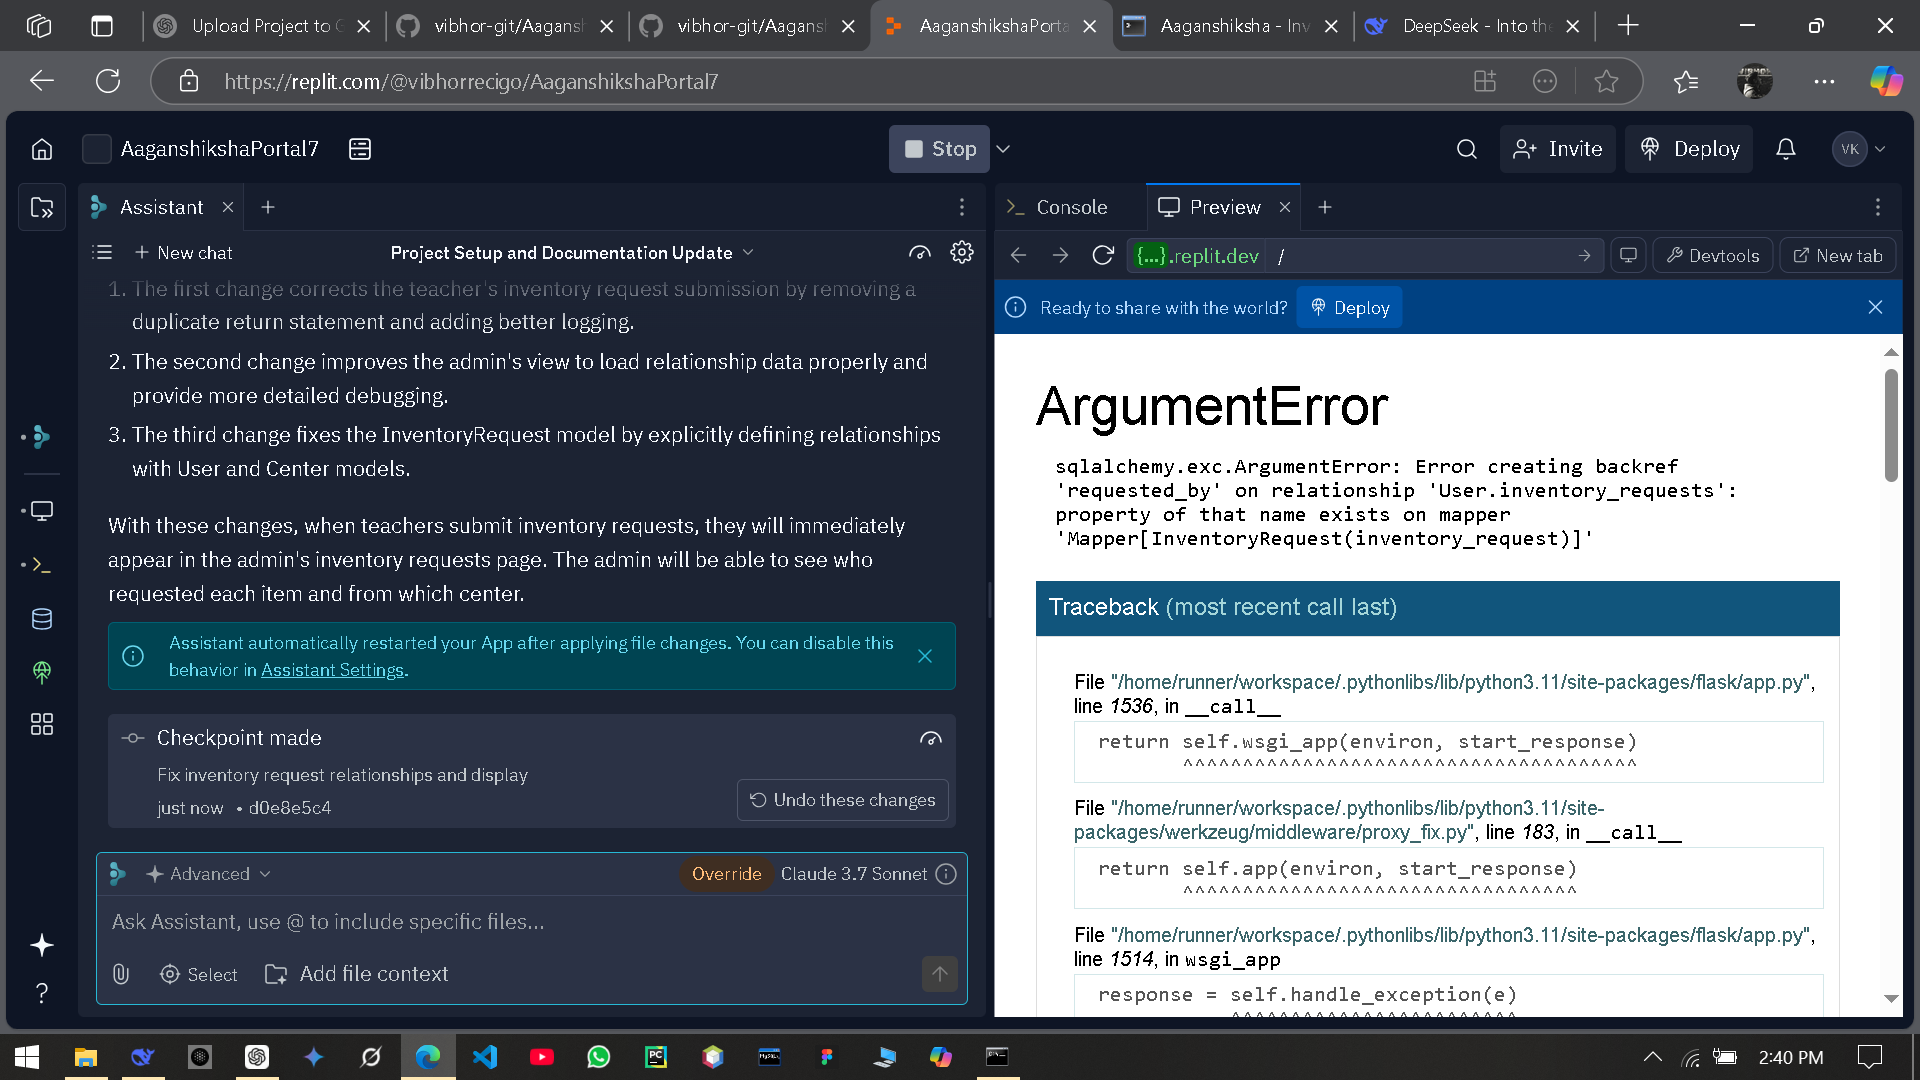 Upload Project to G
vibhor-git/Aagansh
vibhor-git/Aagansh
AaganshikshaPorta
Aaganshiksha - Inv
DeepSeek - Into the
https://replit.com/@vibhorrecigo/AaganshikshaPortal7
AaganshikshaPortal7
Stop
Invite
Deploy
VK
Assistant
Console
Preview
New chat
Project Setup and Documentation Update
{...}.replit.dev /
Devtools
New tab
Ready to share with the world?
Deploy
1. The first change corrects the teacher's inventory request submission by removing a
duplicate return statement and adding better logging.
2. The second change improves the admin's view to load relationship data properly and
provide more detailed debugging.
3. The third change fixes the InventoryRequest model by explicitly defining relationships
with User and Center models.
With these changes, when teachers submit inventory requests, they will immediately
appear in the admin's inventory requests page. The admin will be able to see who
requested each item and from which center.
Assistant automatically restarted your App after applying file changes. You can disable this
behavior in Assistant Settings.
Checkpoint made
Fix inventory request relationships and display
just now • d0e8e5c4
Undo these changes
Advanced
Override
Claude 3.7 Sonnet
Ask Assistant, use @ to include specific files...
Select
Add file context
ArgumentError
sqlalchemy.exc.ArgumentError: Error creating backref
'requested_by' on relationship 'User.inventory_requests':
property of that name exists on mapper
'Mapper[InventoryRequest(inventory_request)]'
Traceback (most recent call last)
File "/home/runner/workspace/.pythonlibs/lib/python3.11/site-packages/flask/app.py",
line 1536, in __call__
return self.wsgi_app(environ, start_response)
^^^^^^^^^^^^^^^^^^^^^^^^^^^^^^^^^^^^^^
File "/home/runner/workspace/.pythonlibs/lib/python3.11/site-
packages/werkzeug/middleware/proxy_fix.py", line 183, in __call__
return self.app(environ, start_response)
^^^^^^^^^^^^^^^^^^^^^^^^^^^^^^^^^
File "/home/runner/workspace/.pythonlibs/lib/python3.11/site-packages/flask/app.py",
line 1514, in wsgi_app
response = self.handle_exception(e)
^^^^^^^^^^^^^^^^^^^^^^^^
2:40 PM